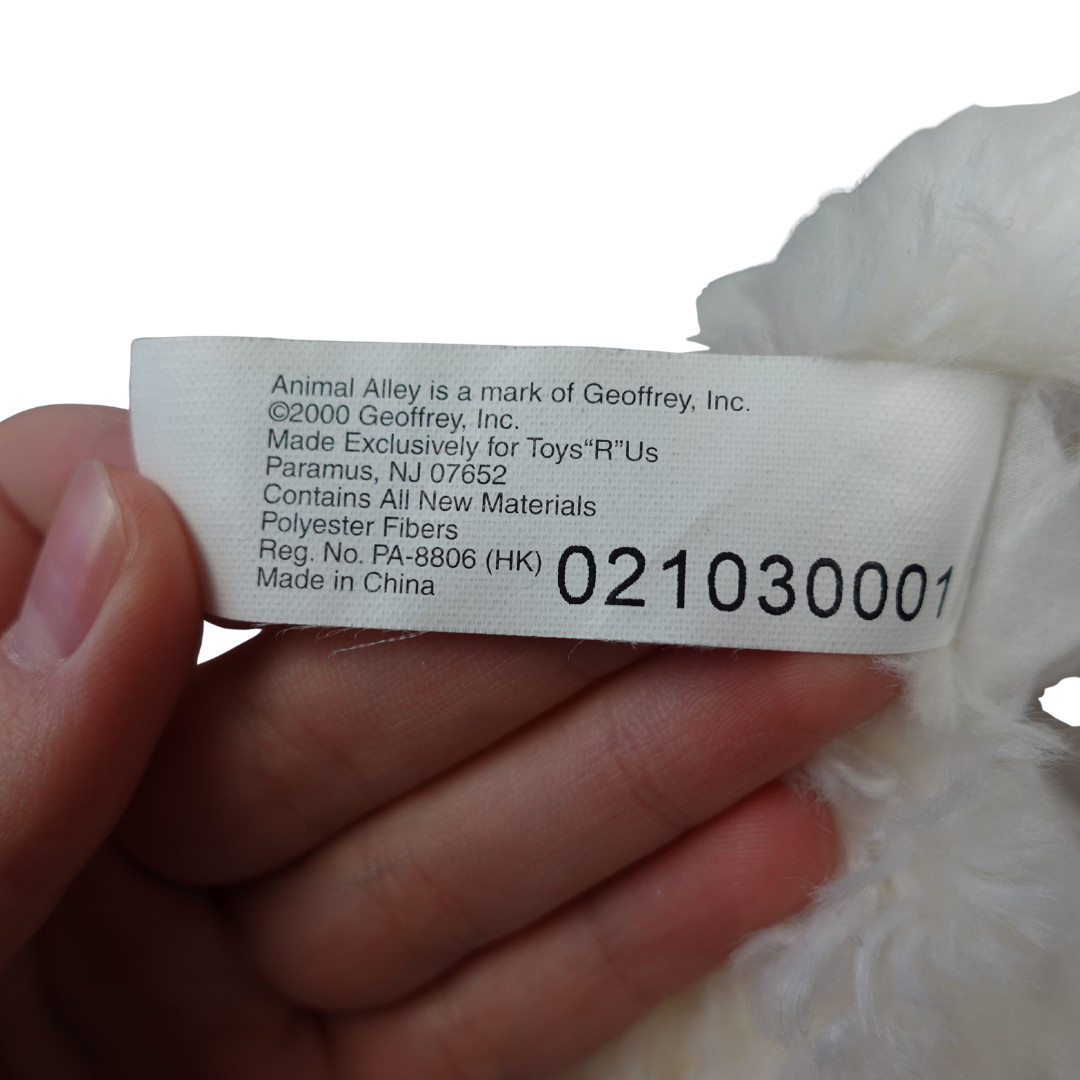 Animal Alley is a mark of Geoffrey, Inc.
©2000 Geoffrey, Inc.
Made Exclusively for Toys“R”Us
Paramus, NJ 07652
Contains All New Materials
Polyester Fibers
Reg. No. PA-8806 (HK)
Made in China
021030001